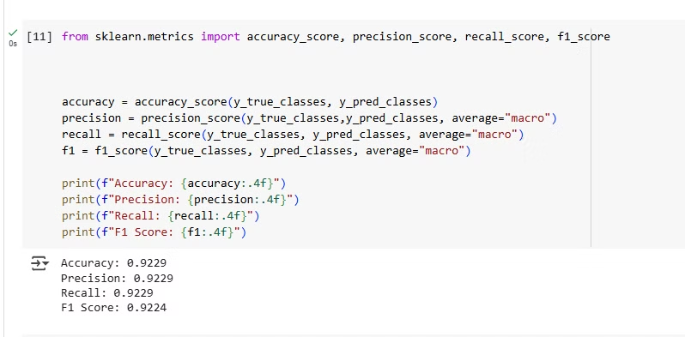 [11] from sklearn.metrics import accuracy_score, precision_score, recall_score, f1_score
0s
accuracy = accuracy_score(y_true_classes, y_pred_classes)
precision = precision_score(y_true_classes,y_pred_classes, average="macro")
recall = recall_score(y_true_classes, y_pred_classes, average="macro")
f1 = f1_score(y_true_classes, y_pred_classes, average="macro")
print(f"Accuracy: {accuracy:.4f}")
print(f"Precision: {precision:.4f}")
print(f"Recall: {recall:.4f}")
print(f"F1 Score: {f1:.4f}")
Accuracy: 0.9229
Precision: 0.9229
Recall: 0.9229
F1 Score: 0.9224